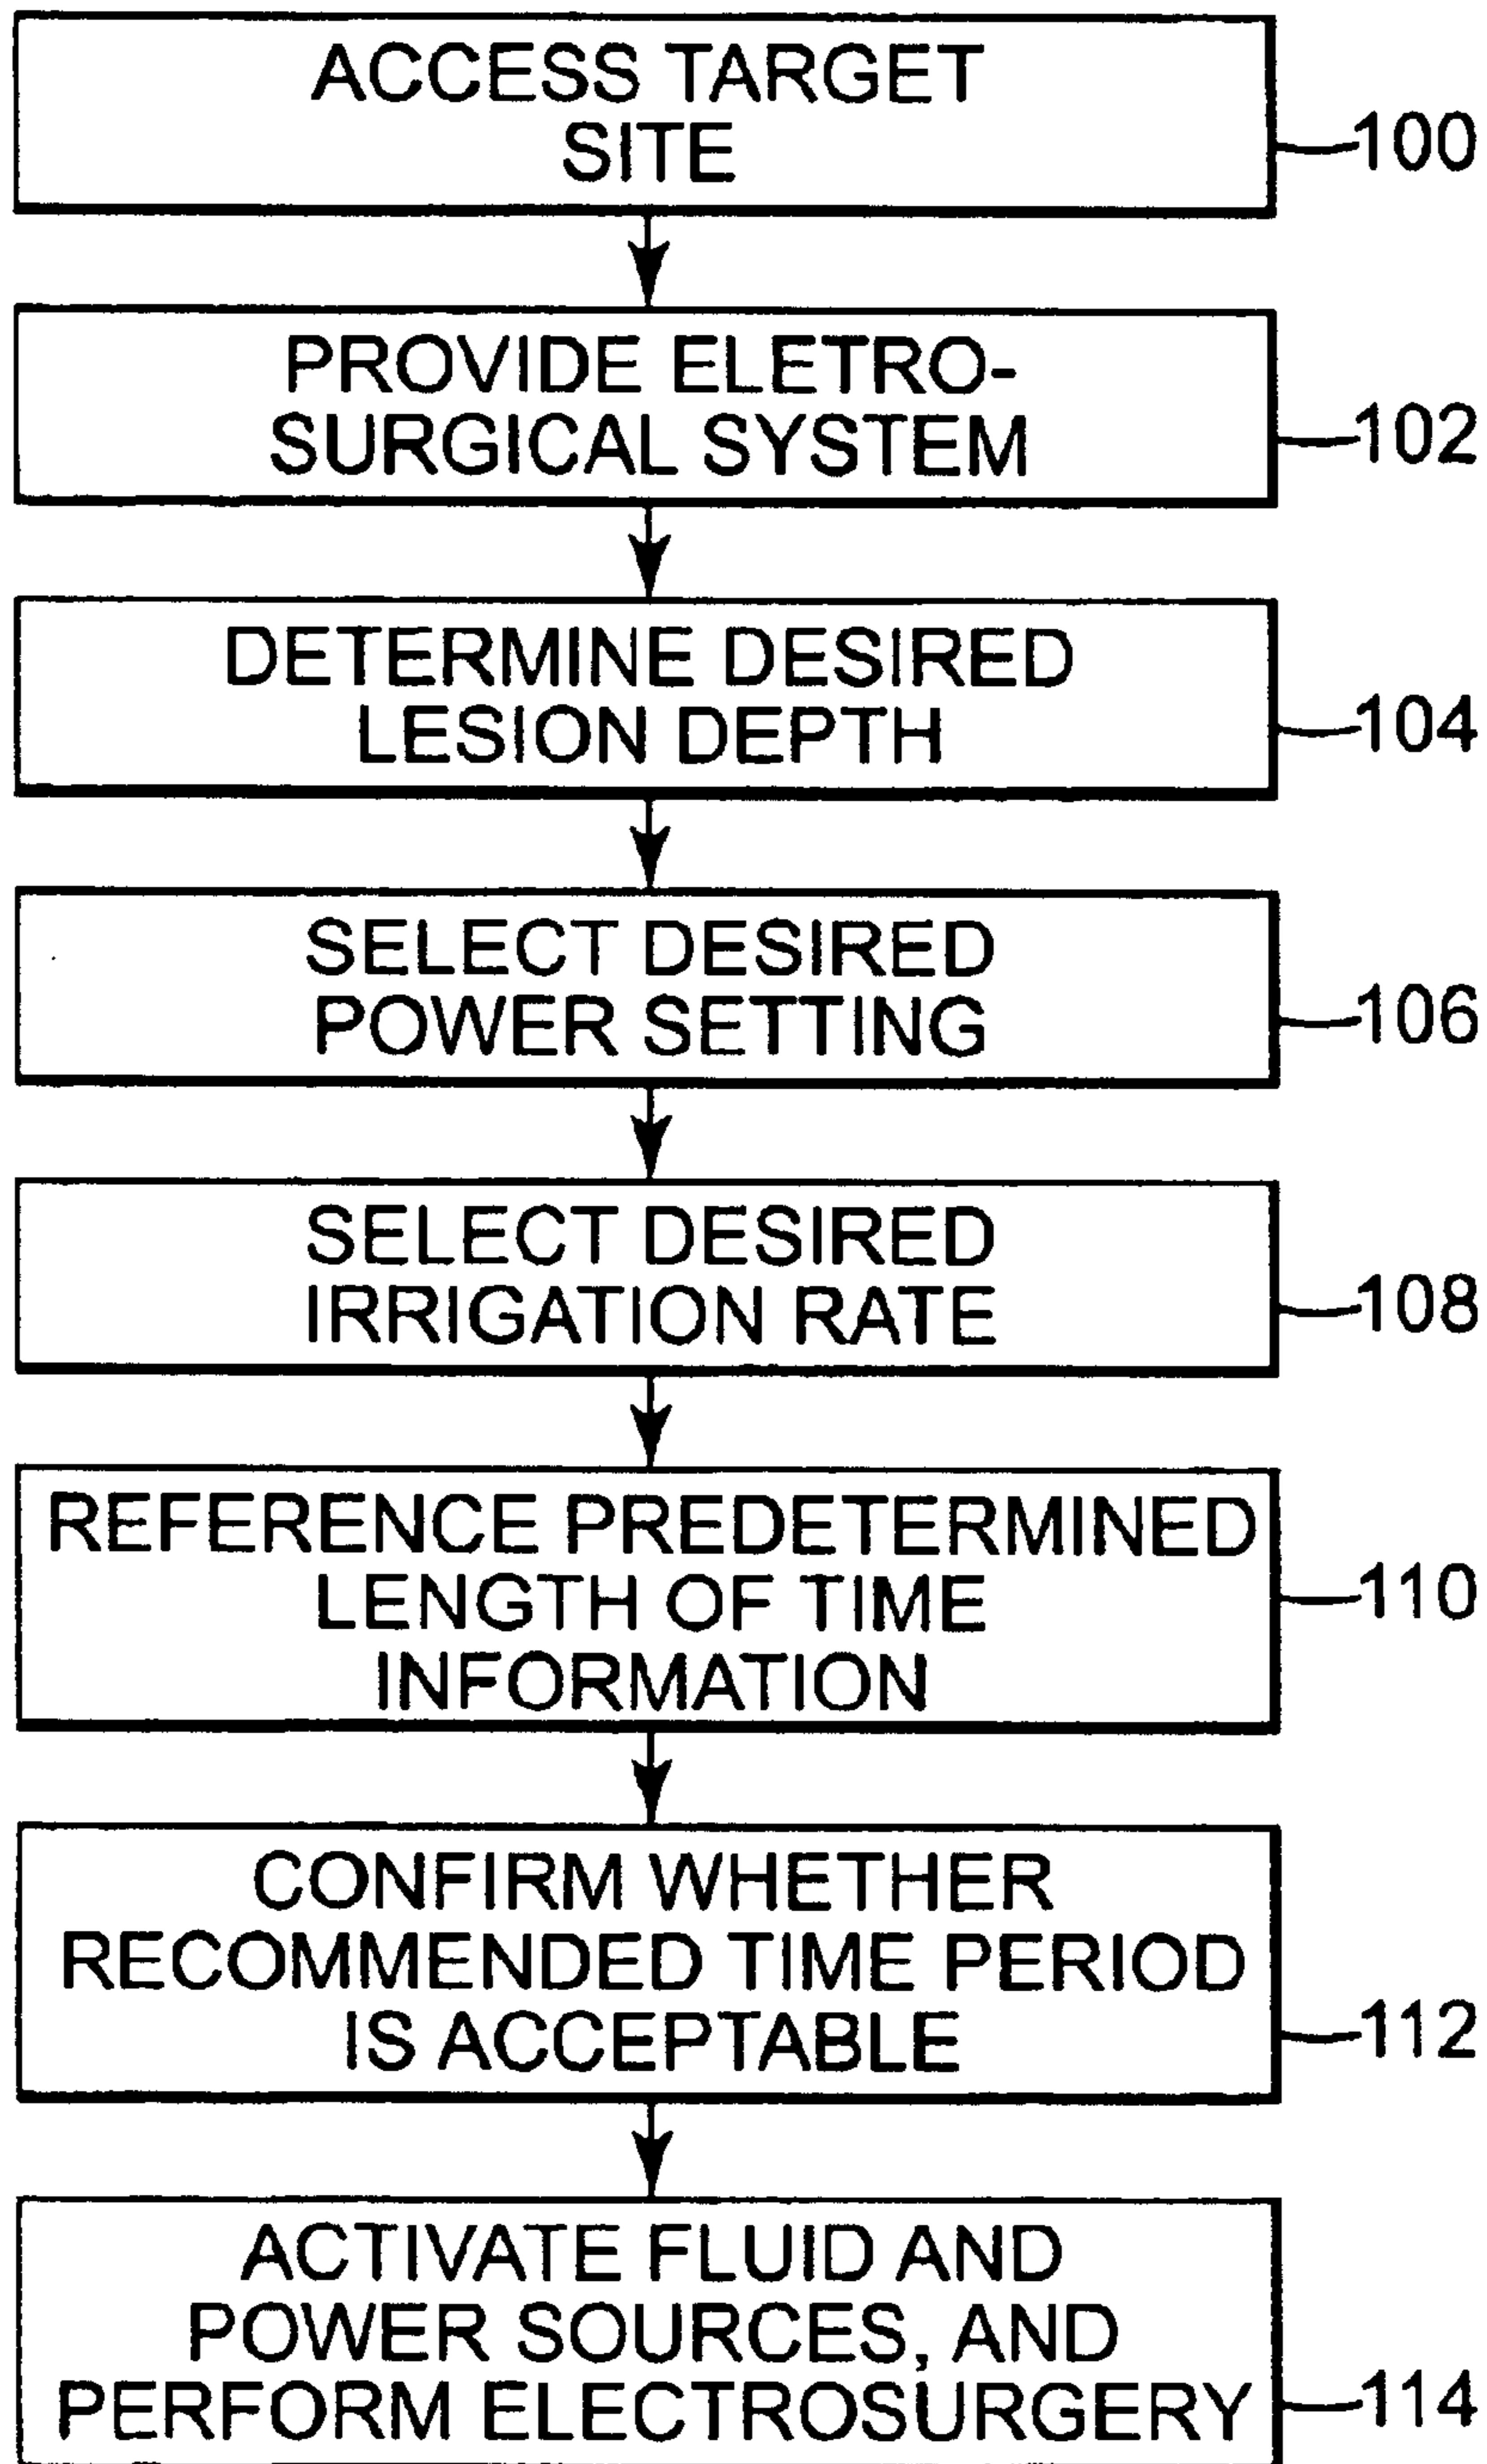 ACCESS TARGET
SITE
100
PROVIDE ELETRO-
SURGICAL SYSTEM
102
DETERMINE DESIRED
LESION DEPTH
104
SELECT DESIRED
POWER SETTING
106
SELECT DESIRED
IRRIGATION RATE
108
REFERENCE PREDETERMINED
LENGTH OF TIME
INFORMATION
110
CONFIRM WHETHER
RECOMMENDED TIME PERIOD
IS ACCEPTABLE
112
ACTIVATE FLUID AND
POWER SOURCES, AND
PERFORM ELECTROSURGERY
114